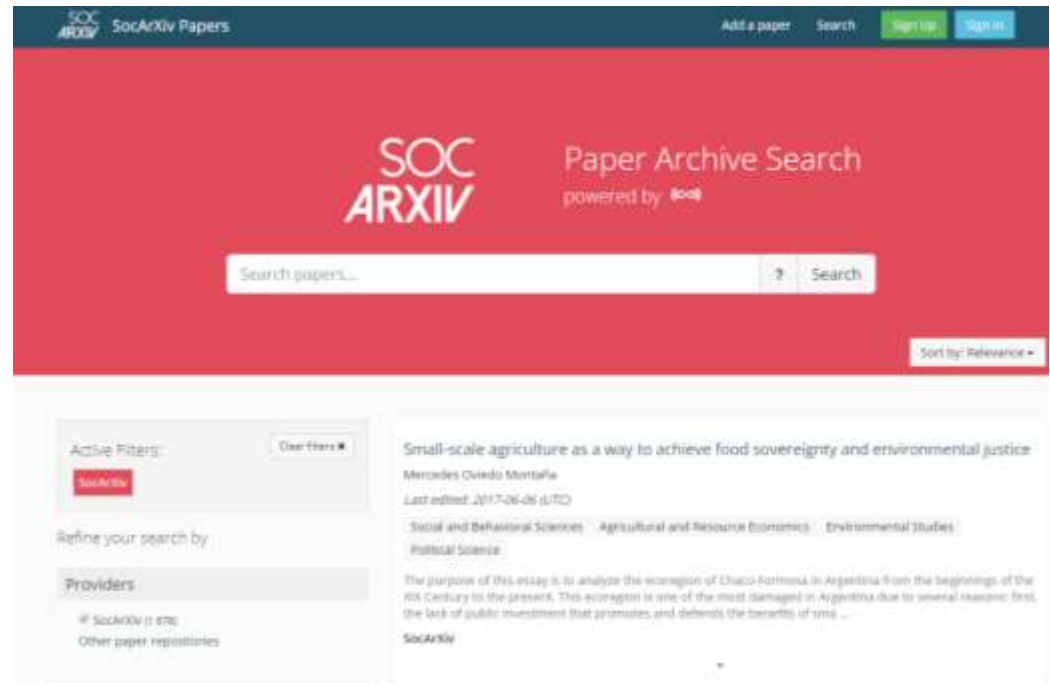 SOC
ARXIV
SocArXiv Papers
Add a paper
Search
Sign Up
Sign In
SOC
ARXIV
Paper Archive Search
powered by
Search papers...
?
Search
Sort by: Relevance
Active Filters:
Clear filters
SocArXiv
Refine your search by
Providers
SocArXiv
Other paper repositories
Small-scale agriculture as a way to achieve food sovereignty and environmental justice
Mercedes Oviedo Montaña
Last edited: 2017-06-06 (UTC)
Social and Behavioral Sciences Agricultural and Resource Economics Environmental Studies
Political Science
The purpose of this essay is to analyze the ecoregion of Chaco-Formosa in Argentina from the beginnings of the
XIX Century to the present. This ecoregion is one of the most damaged in Argentina due to several reasons: first,
the lack of public investment that promotes and defends the benefits of sma ...
SocArXiv